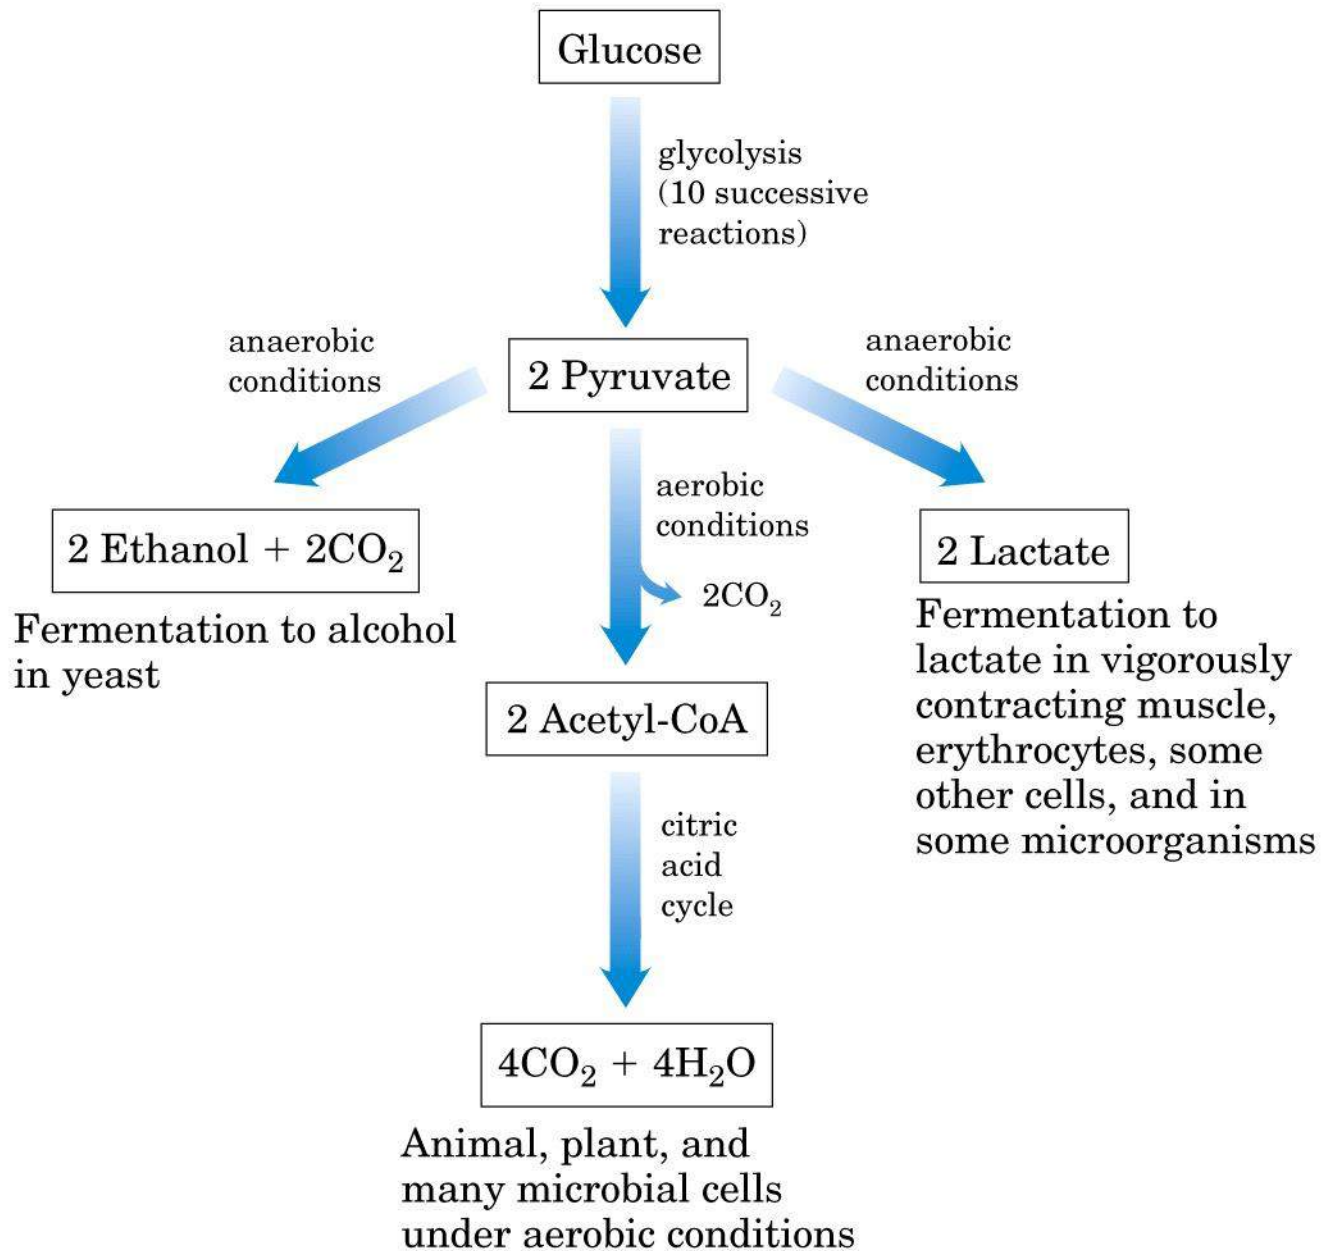 Glucose
glycolysis
(10 successive
reactions)
anaerobic
conditions
2 Pyruvate
anaerobic
conditions
2 Ethanol + 2CO₂
Fermentation to alcohol
in yeast
aerobic
conditions
2CO₂
2 Lactate
Fermentation to
lactate in vigorously
contracting muscle,
erythrocytes, some
other cells, and in
some microorganisms
2 Acetyl-CoA
citric
acid
cycle
4CO₂ + 4H₂O
Animal, plant, and
many microbial cells
under aerobic conditions